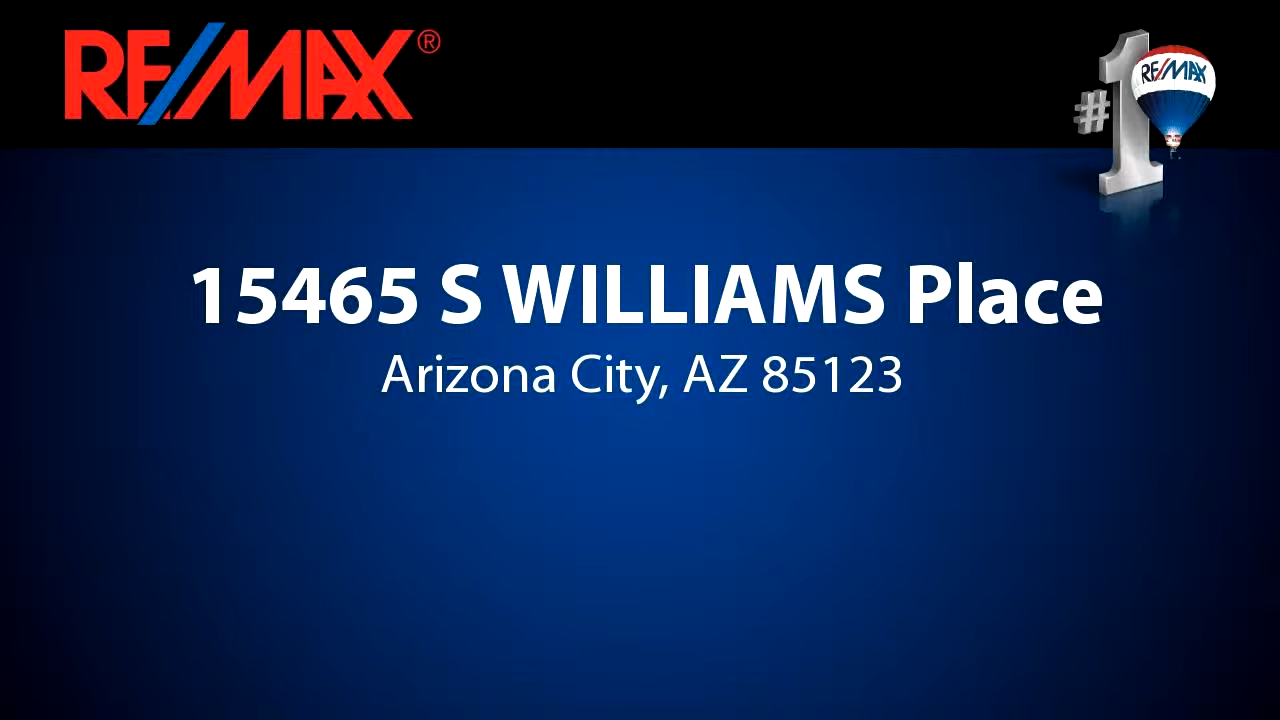 RE/MAX®
#1
RE/MAX
15465 S WILLIAMS Place
Arizona City, AZ 85123